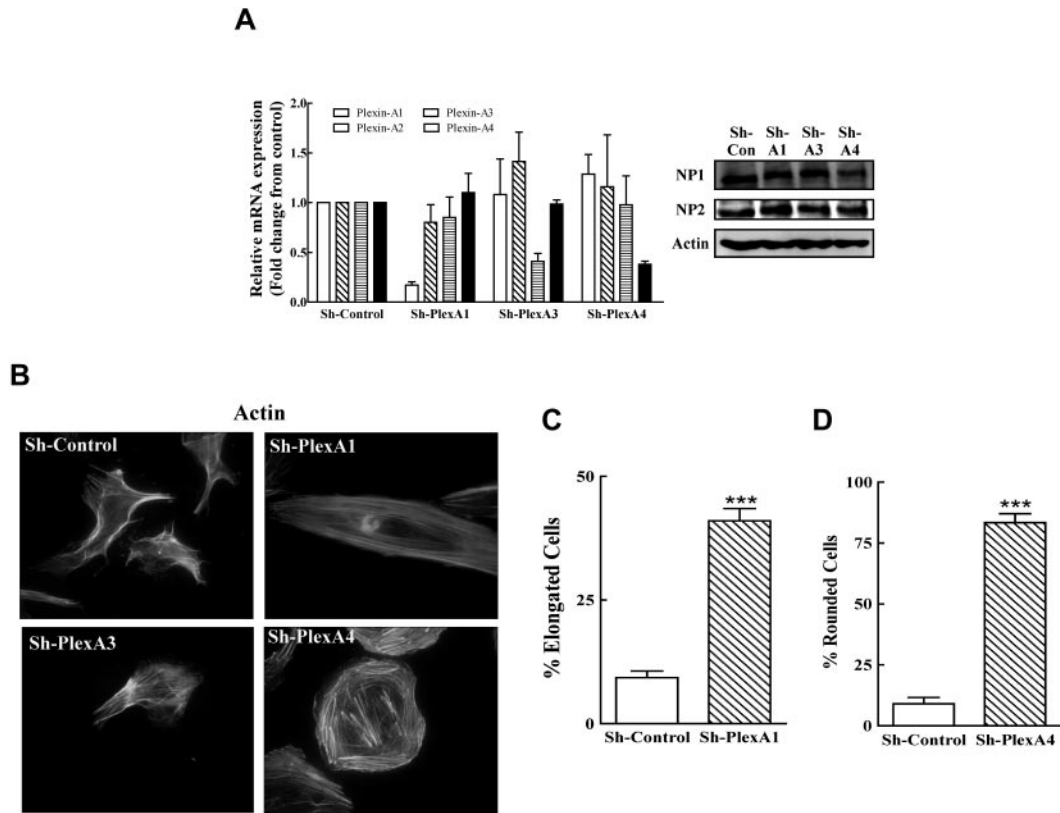 A
Relative mRNA expression
(Fold change from control)
2.0
1.5
1.0
0.5
0.0
Plexin-A1
Plexin-A3
Plexin-A2
Plexin-A4
Sh-Control
Sh-PlexA1
Sh-PlexA3
Sh-PlexA4
Sh-
Con
Sh-
A1
Sh-
A3
Sh-
A4
NP1
NP2
Actin
B
Actin
Sh-Control
Sh-PlexA1
Sh-PlexA3
Sh-PlexA4
C
% Elongated Cells
50
25
0
***
Sh-Control
Sh-PlexA1
D
% Rounded Cells
100
75
50
25
0
***
Sh-Control
Sh-PlexA4